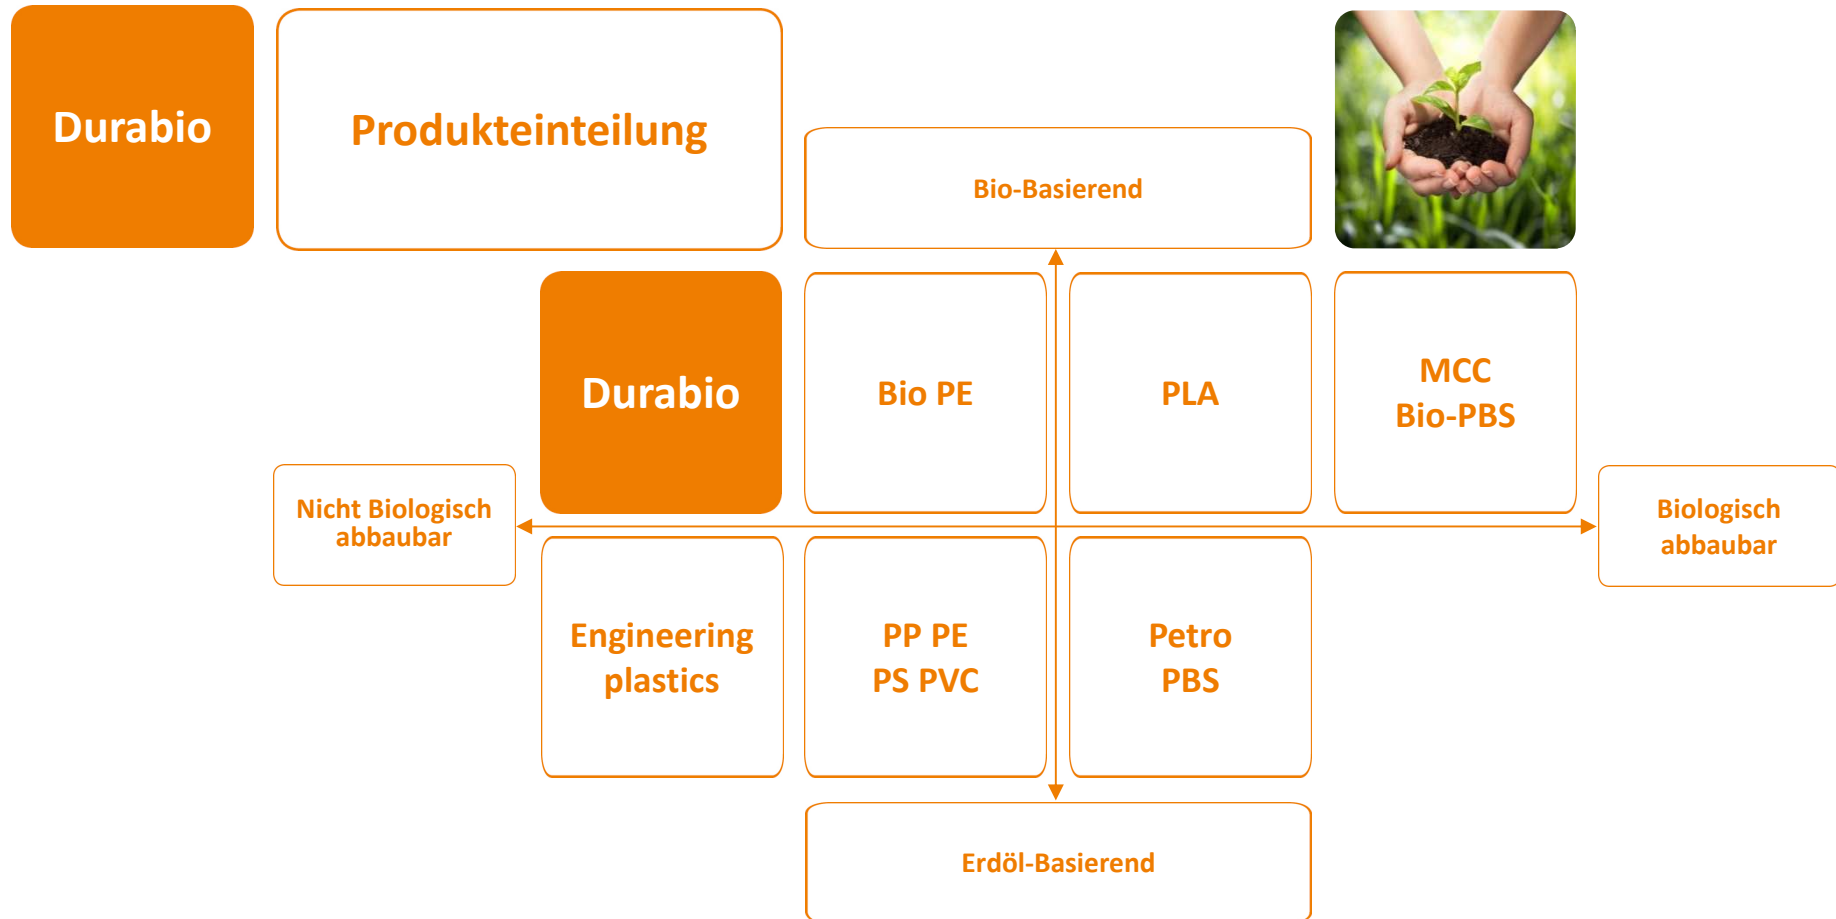 Durabio
Produkteinteilung
Bio-Basierend
Durabio
Bio PE
PLA
MCC
Bio-PBS
Nicht Biologisch
abbaubar
Biologisch
abbaubar
Engineering
plastics
PP PE
PS PVC
Petro
PBS
Erdöl-Basierend